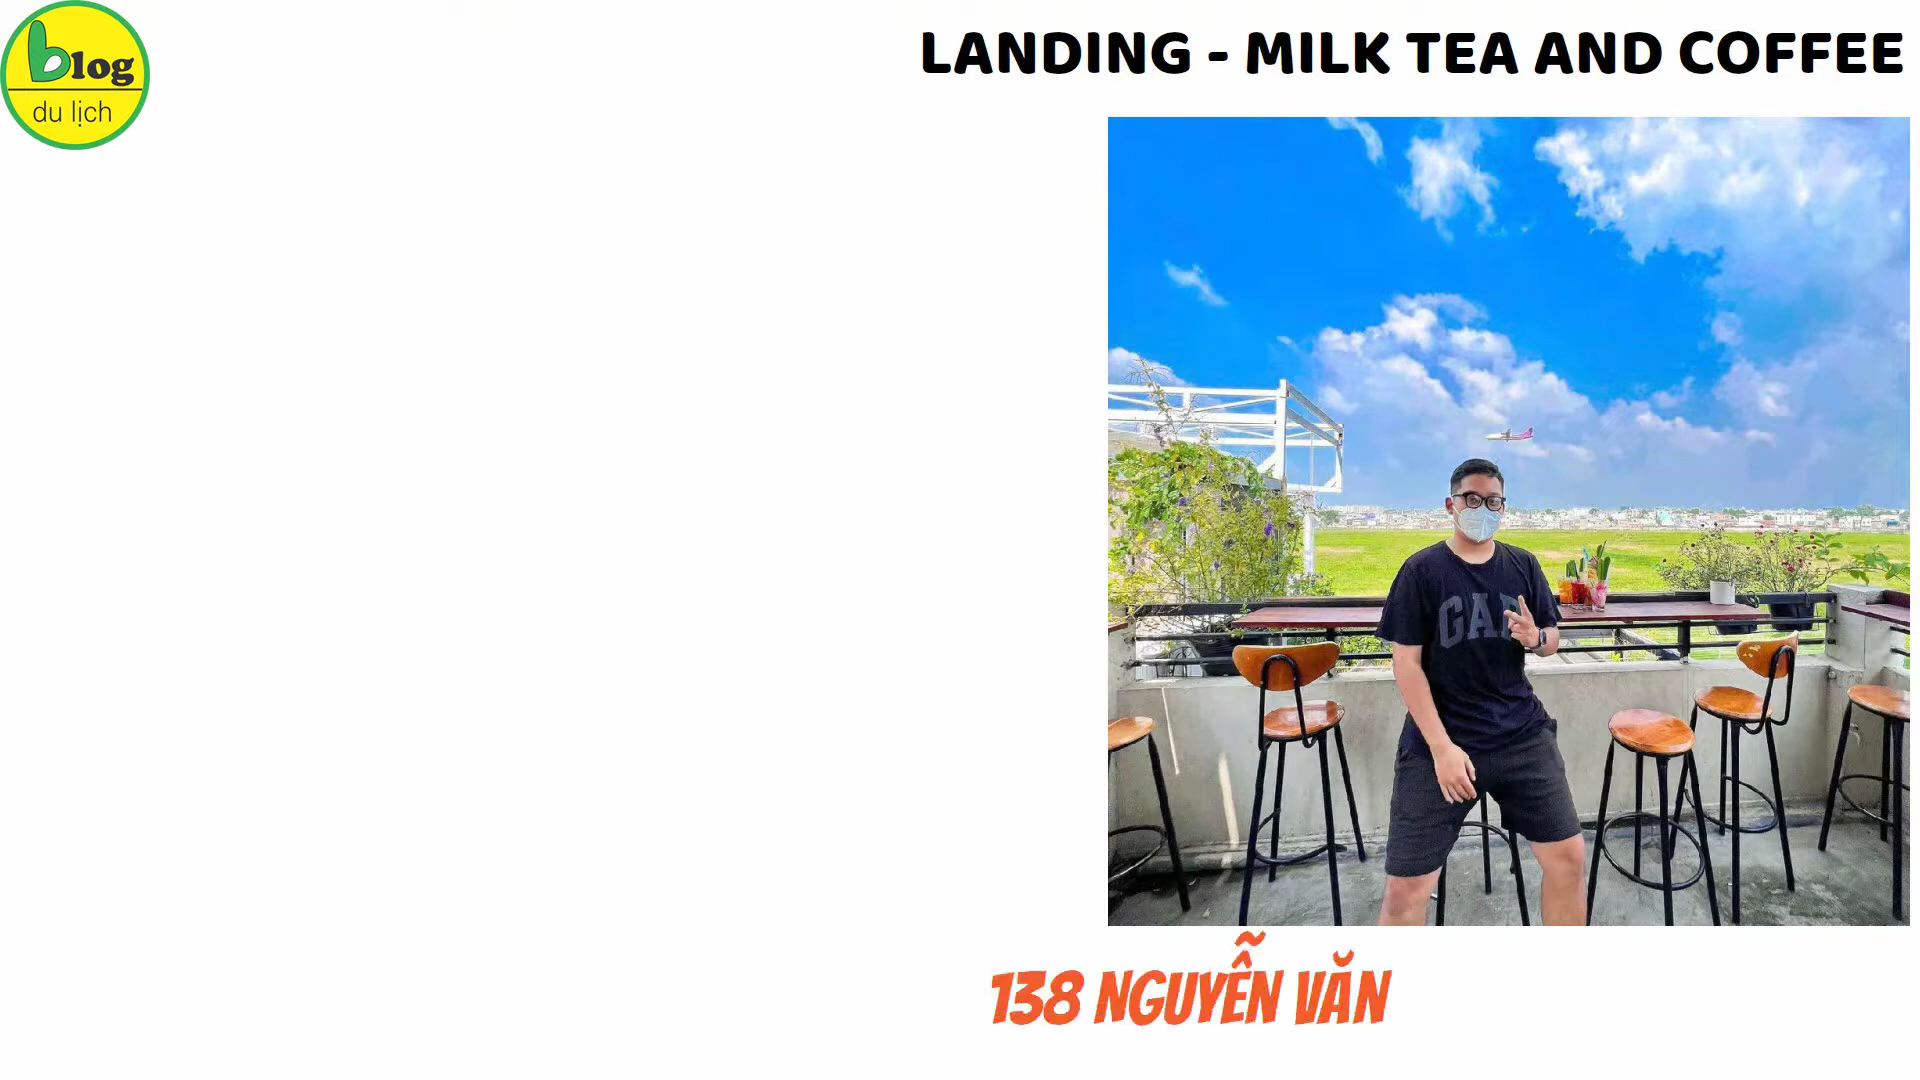 blog
du lịch
LANDING - MILK TEA AND COFFEE
GAP
138 NGUYỄN VĂN